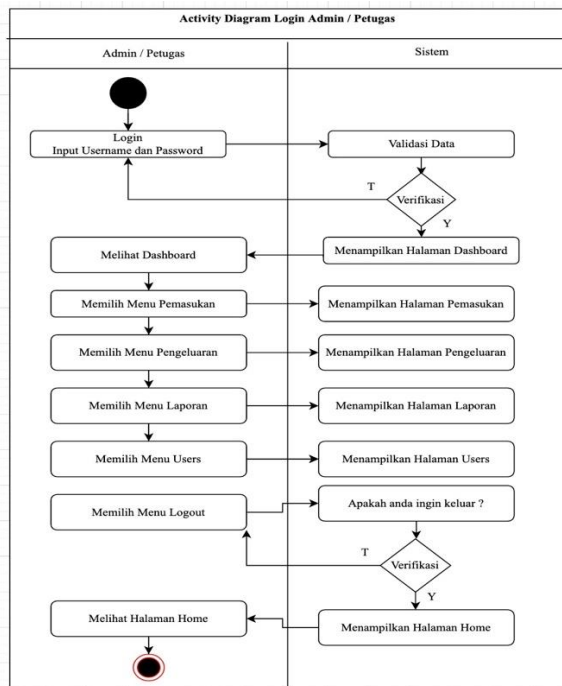 Activity Diagram Login Admin / Petugas
Admin / Petugas
Sistem
Login
Input Username dan Password
Validasi Data
T
Verifikasi
Y
Melihat Dashboard
Menampilkan Halaman Dashboard
Memilih Menu Pemasukan
Menampilkan Halaman Pemasukan
Memilih Menu Pengeluaran
Menampilkan Halaman Pengeluaran
Memilih Menu Laporan
Menampilkan Halaman Laporan
Memilih Menu Users
Menampilkan Halaman Users
Memilih Menu Logout
Apakah anda ingin keluar ?
T
Verifikasi
Y
Melihat Halaman Home
Menampilkan Halaman Home